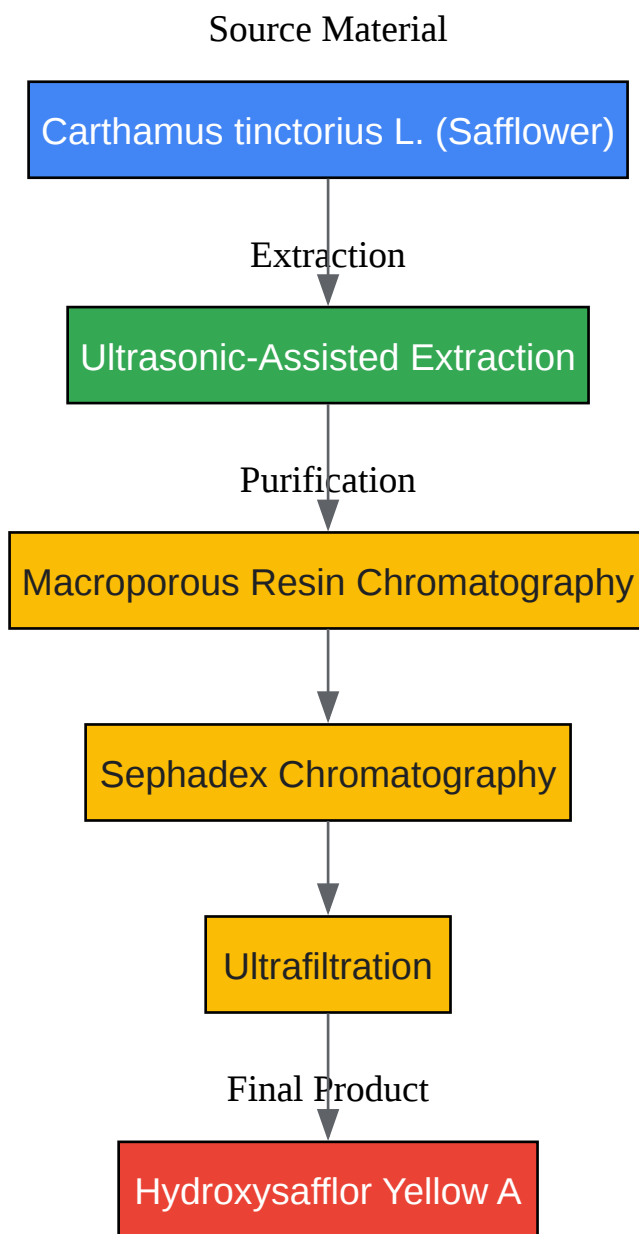 Source Material
Carthamus tinctorius L. (Safflower)
Extraction
Ultrasonic-Assisted Extraction
Purification
Macroporous Resin Chromatography
Sephadex Chromatography
Ultrafiltration
Final Product
Hydroxysafflor Yellow A